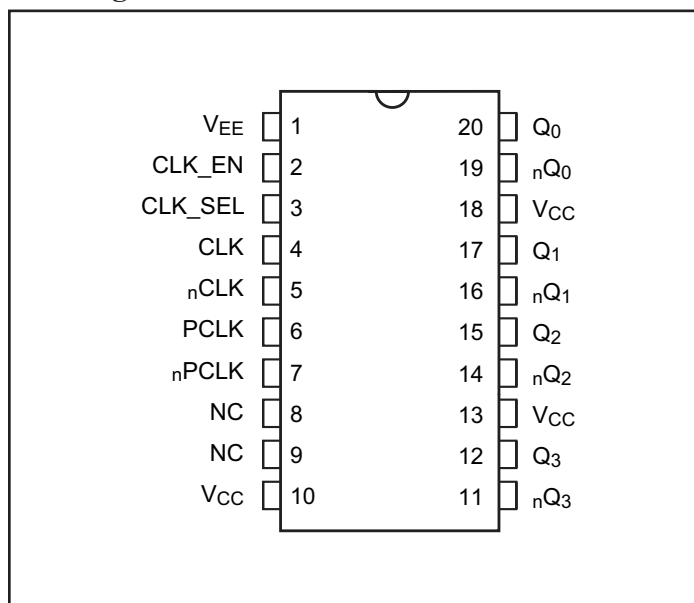 VEE 1 20 Q0
CLK_EN 2 19 nQ0
CLK_SEL 3 18 VCC
CLK 4 17 Q1
nCLK 5 16 nQ1
PCLK 6 15 Q2
nPCLK 7 14 nQ2
NC 8 13 VCC
NC 9 12 Q3
VCC 10 11 nQ3